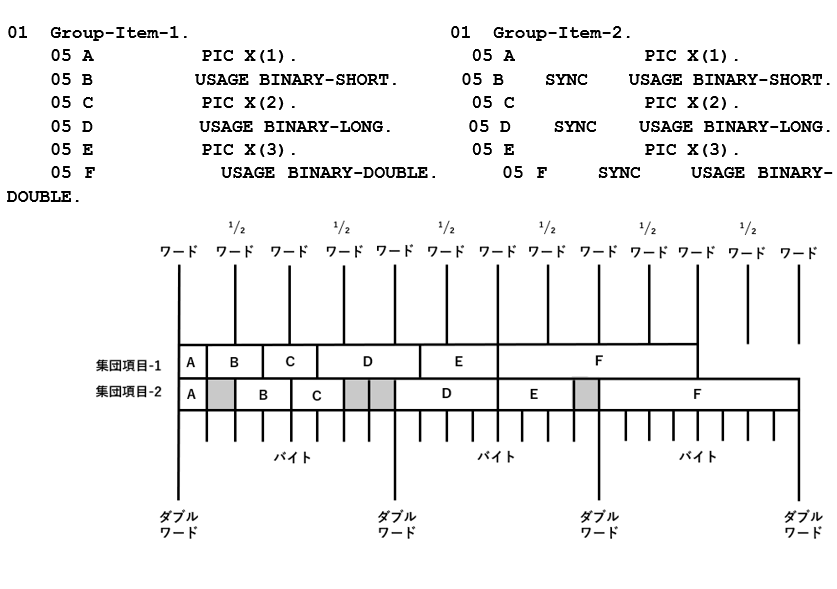 01 Group-Item-1. 01 Group-Item-2.
05 A PIC X(1). 05 A PIC X(1).
05 B USAGE BINARY-SHORT. 05 B SYNC USAGE BINARY-SHORT.
05 C PIC X(2). 05 C PIC X(2).
05 D USAGE BINARY-LONG. 05 D SYNC USAGE BINARY-LONG.
05 E PIC X(3). 05 E PIC X(3).
05 F USAGE BINARY-DOUBLE. 05 F SYNC USAGE BINARY-
DOUBLE.
1/2 1/2 1/2 1/2 1/2 1/2
ワード ワード ワード ワード ワード ワード ワード ワード ワード ワード ワード ワード ワード
集団項目-1 A B C D E F
集団項目-2 A B C D E F
バイト バイト バイト
ダブル ダブル ダブル ダブル
ワード ワード ワード ワード